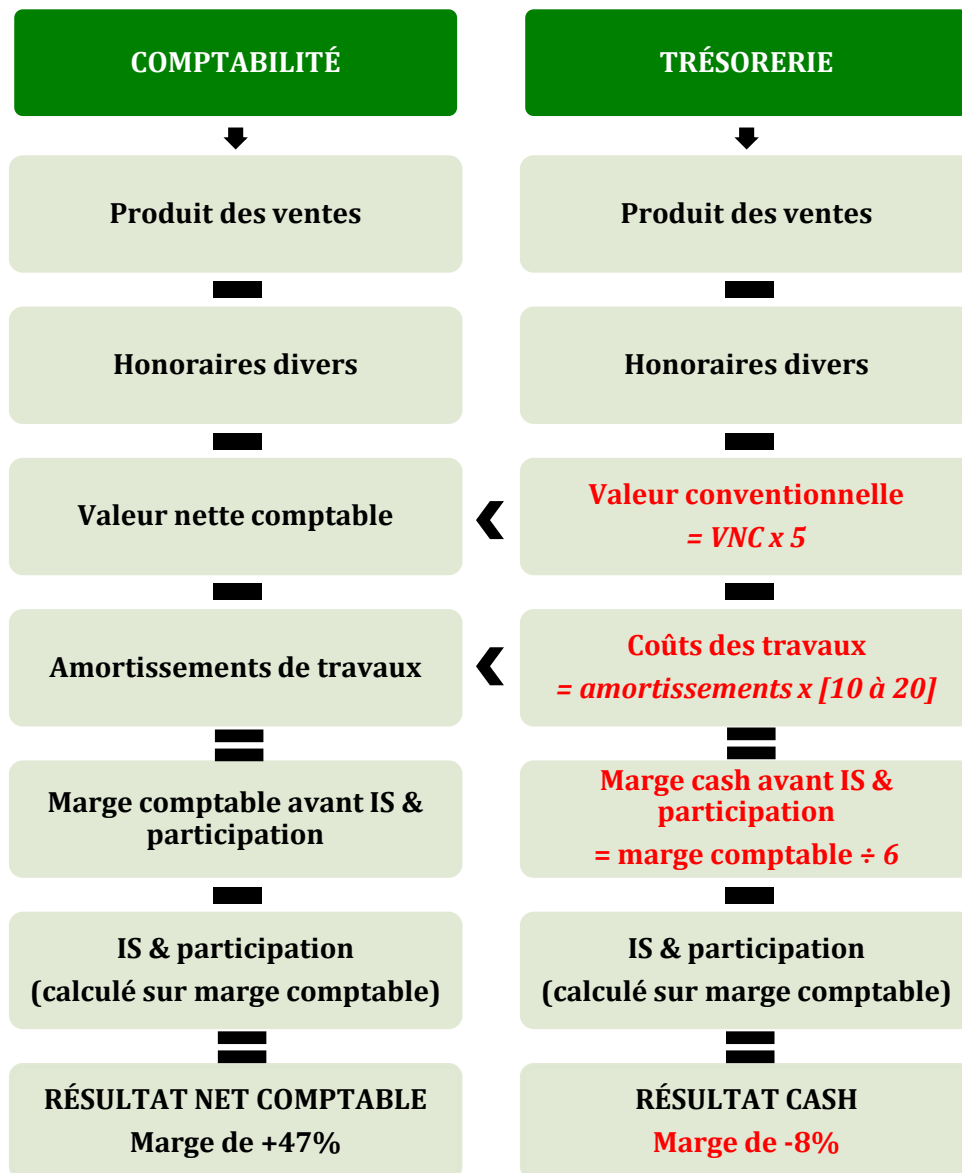 COMPTABILITÉ
TRÉSORERIE
Produit des ventes
Produit des ventes
Honoraires divers
Honoraires divers
Valeur nette comptable
Valeur conventionnelle
= VNC x 5
Amortissements de travaux
Coûts des travaux
= amortissements x [10 à 20]
Marge comptable avant IS &
participation
Marge cash avant IS &
participation
= marge comptable ÷ 6
IS & participation
(calculé sur marge comptable)
IS & participation
(calculé sur marge comptable)
RÉSULTAT NET COMPTABLE
Marge de +47%
RÉSULTAT CASH
Marge de -8%